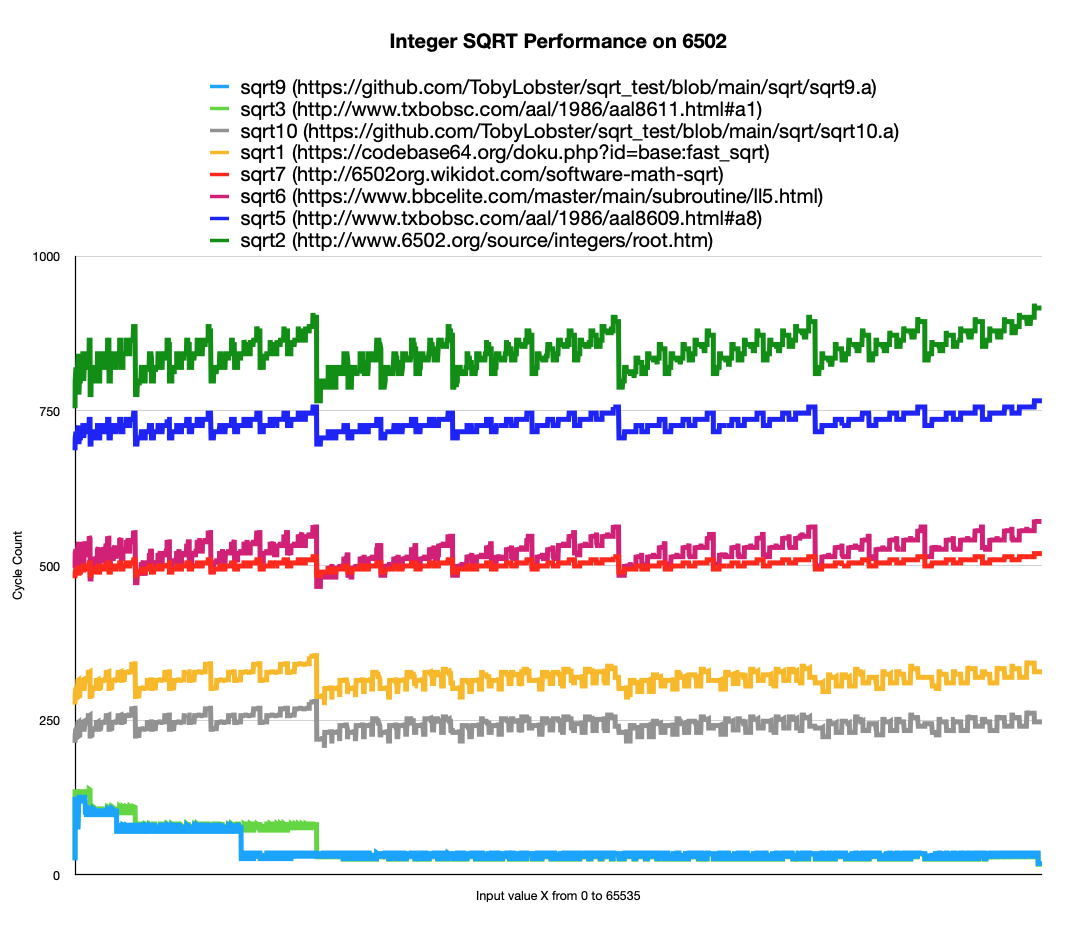 Integer SQRT Performance on 6502
sqrt9 (https://github.com/TobyLobster/sqrt_test/blob/main/sqrt/sqrt9.a)
sqrt3 (http://www.txbobsc.com/aal/1986/aal8611.html#a1)
sqrt10 (https://github.com/TobyLobster/sqrt_test/blob/main/sqrt/sqrt10.a)
sqrt1 (https://codebase64.org/doku.php?id=base:fast_sqrt)
sqrt7 (http://6502org.wikidot.com/software-math-sqrt)
sqrt6 (https://www.bbcelite.com/master/main/subroutine/ll5.html)
sqrt5 (http://www.txbobsc.com/aal/1986/aal8609.html#a8)
sqrt2 (http://www.6502.org/source/integers/root.htm)
1000
750
500
250
0
Cycle Count
Input value X from 0 to 65535